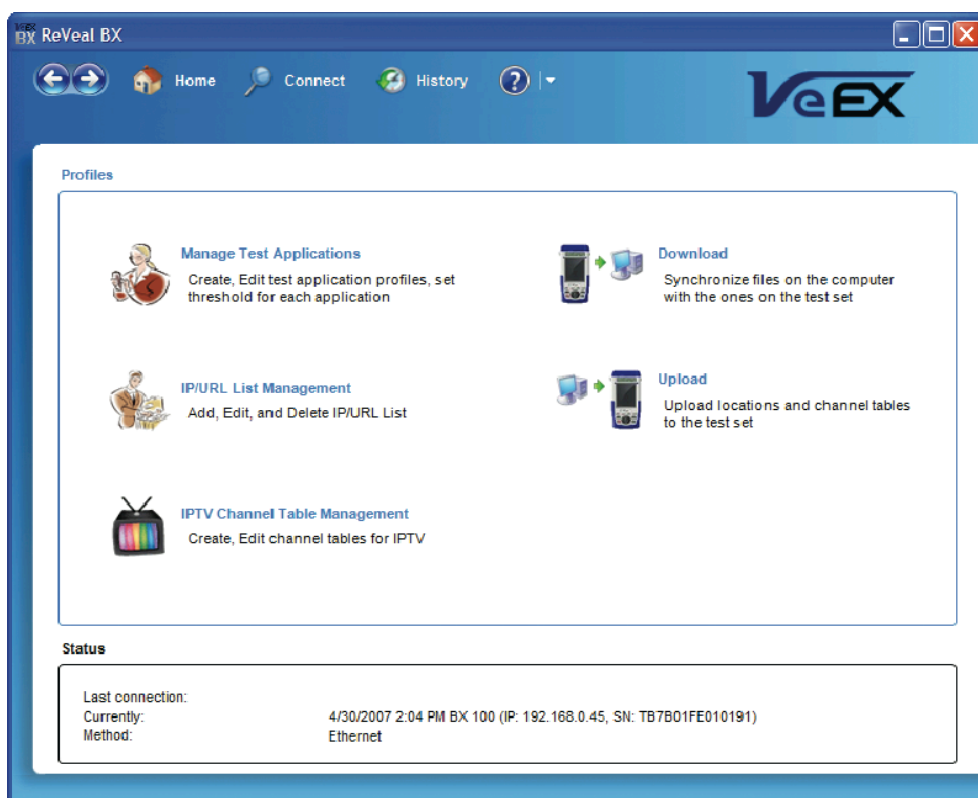 BX ReVeal BX
Home Connect History ?
VeEX
Profiles
Manage Test Applications
Create, Edit test application profiles, set
threshold for each application
Download
Synchronize files on the computer
with the ones on the test set
IP/URL List Management
Add, Edit, and Delete IP/URL List
Upload
Upload locations and channel tables
to the test set
IPTV Channel Table Management
Create, Edit channel tables for IPTV
Status
Last connection:
Currently: 4/30/2007 2:04 PM BX 100 (IP: 192.168.0.45, SN: TB7B01FE010191)
Method: Ethernet